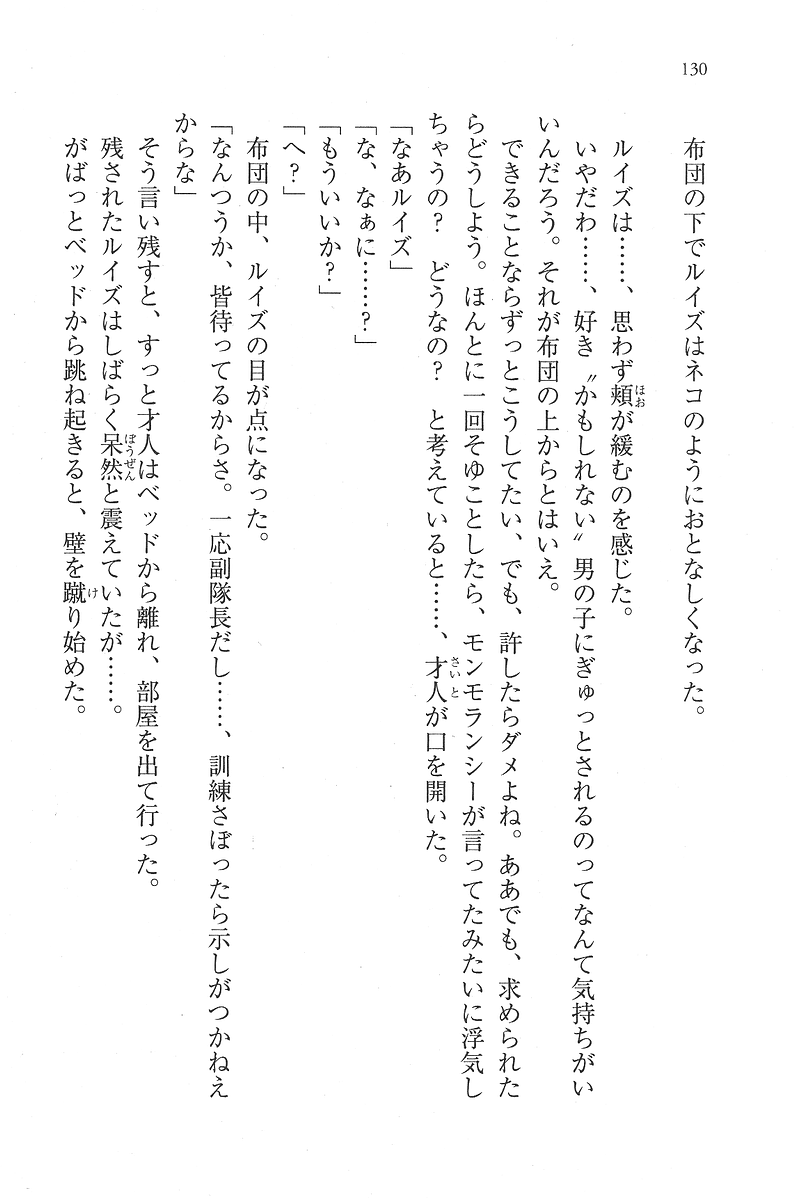 130
布団の下でルイズはネコのようにおとなしくなった。
ルイズは……、思わず頬が緩むのを感じた。
ほお
いやだわ……、好き〝かもしれない〟男の子にぎゅっとされるのってなんて気持ちがい
いんだろう。それが布団の上からとはいえ。
できることならずっとこうしてたい、でも、許したらダメよね。ああでも、求められた
らどうしよう。ほんとに一回そゆことしたら、モンモランシーが言ってたみたいに浮気し
ちゃうの？　どうなの？　と考えていると……、才人が口を開いた。
さいと
「なあルイズ」
「な、なぁに……？」
「もういいか？」
「へ？」
布団の中、ルイズの目が点になった。
「なんつうか、皆待ってるからさ。一応副隊長だし……、訓練さぼったら示しがつかねえ
からな」
そう言い残すと、すっと才人はベッドから離れ、部屋を出て行った。
残されたルイズはしばらく呆然と震えていたが……。
ぼうぜん
がばっとベッドから跳ね起きると、壁を蹴り始めた。
け